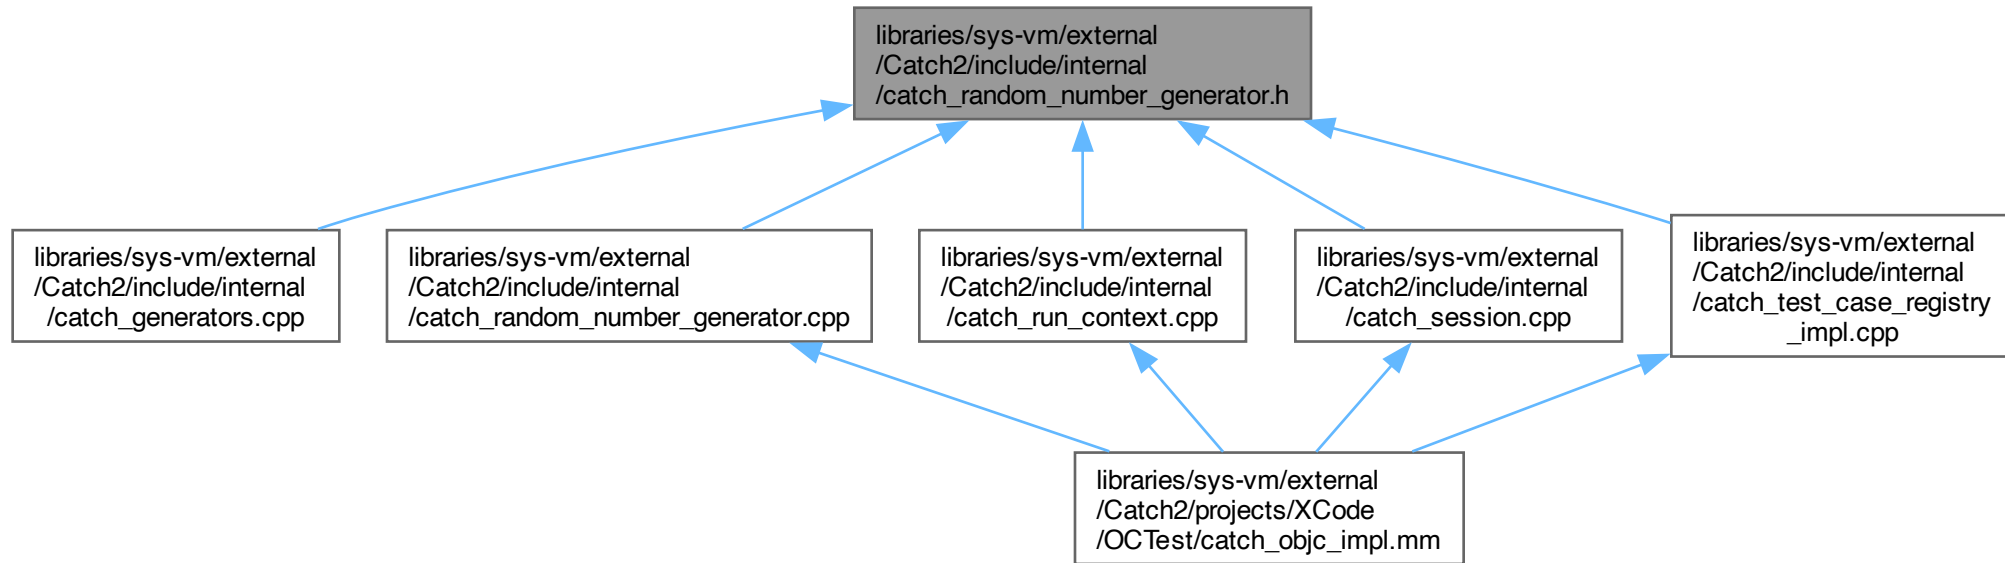 libraries/sys-vm/external
/Catch2/include/internal
/catch_random_number_generator.h
libraries/sys-vm/external
/Catch2/include/internal
/catch_generators.cpp
libraries/sys-vm/external
/Catch2/include/internal
/catch_random_number_generator.cpp
libraries/sys-vm/external
/Catch2/include/internal
/catch_run_context.cpp
libraries/sys-vm/external
/Catch2/include/internal
/catch_session.cpp
libraries/sys-vm/external
/Catch2/include/internal
/catch_test_case_registry
_impl.cpp
libraries/sys-vm/external
/Catch2/projects/XCode
/OCTest/catch_objc_impl.mm